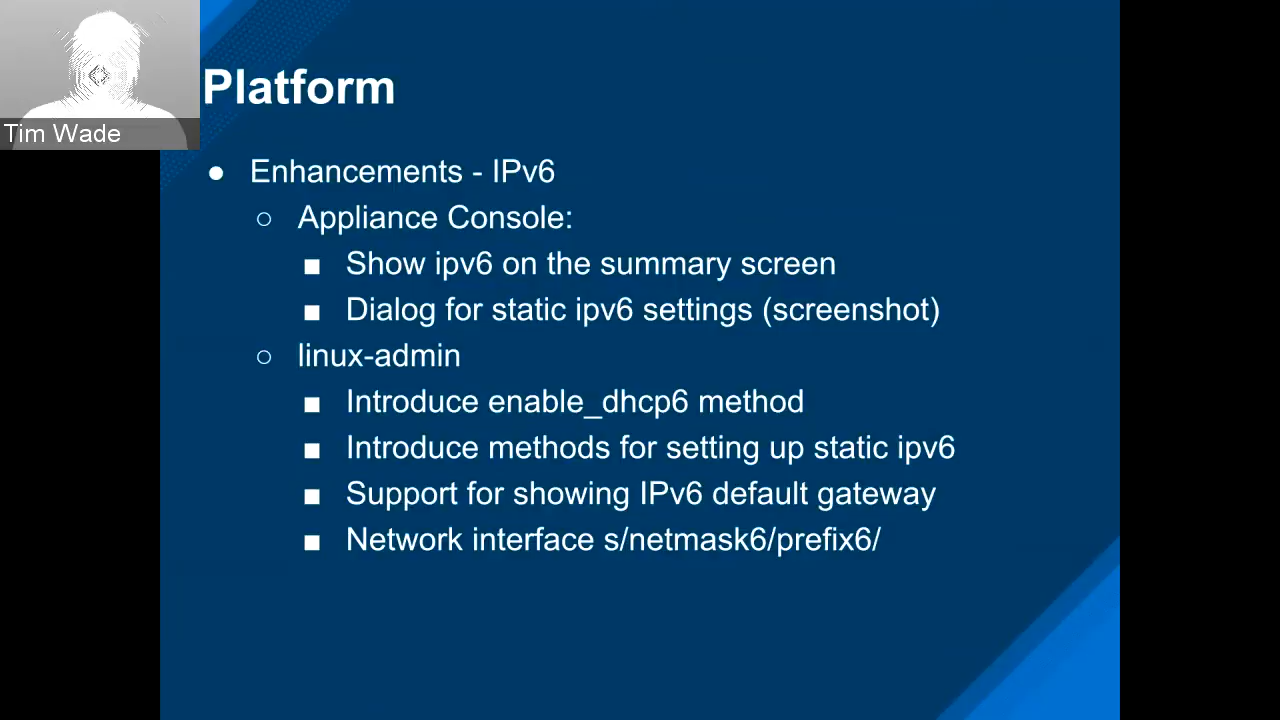 Platform
Tim Wade
● Enhancements - IPv6
○ Appliance Console:
■ Show ipv6 on the summary screen
■ Dialog for static ipv6 settings (screenshot)
○ linux-admin
■ Introduce enable_dhcp6 method
■ Introduce methods for setting up static ipv6
■ Support for showing IPv6 default gateway
■ Network interface s/netmask6/prefix6/